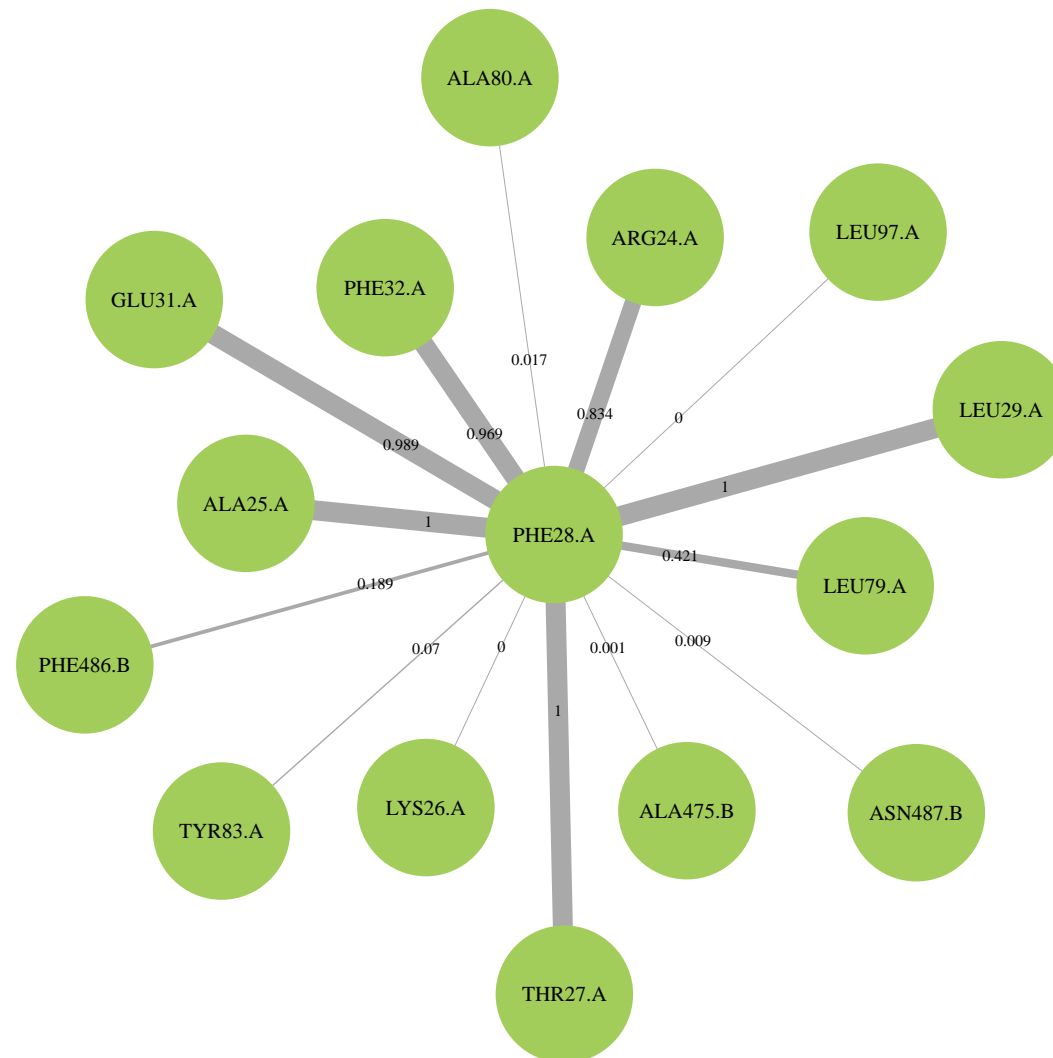 ALA80.A
ARG24.A
LEU97.A
PHE32.A
GLU31.A
0.017
LEU29.A
0.834
0
0.969
0.989
1
ALA25.A
1
PHE28.A
0.421
LEU79.A
0.189
0.07
0
0.001
0.009
PHE486.B
1
TYR83.A
LYS26.A
ALA475.B
ASN487.B
THR27.A